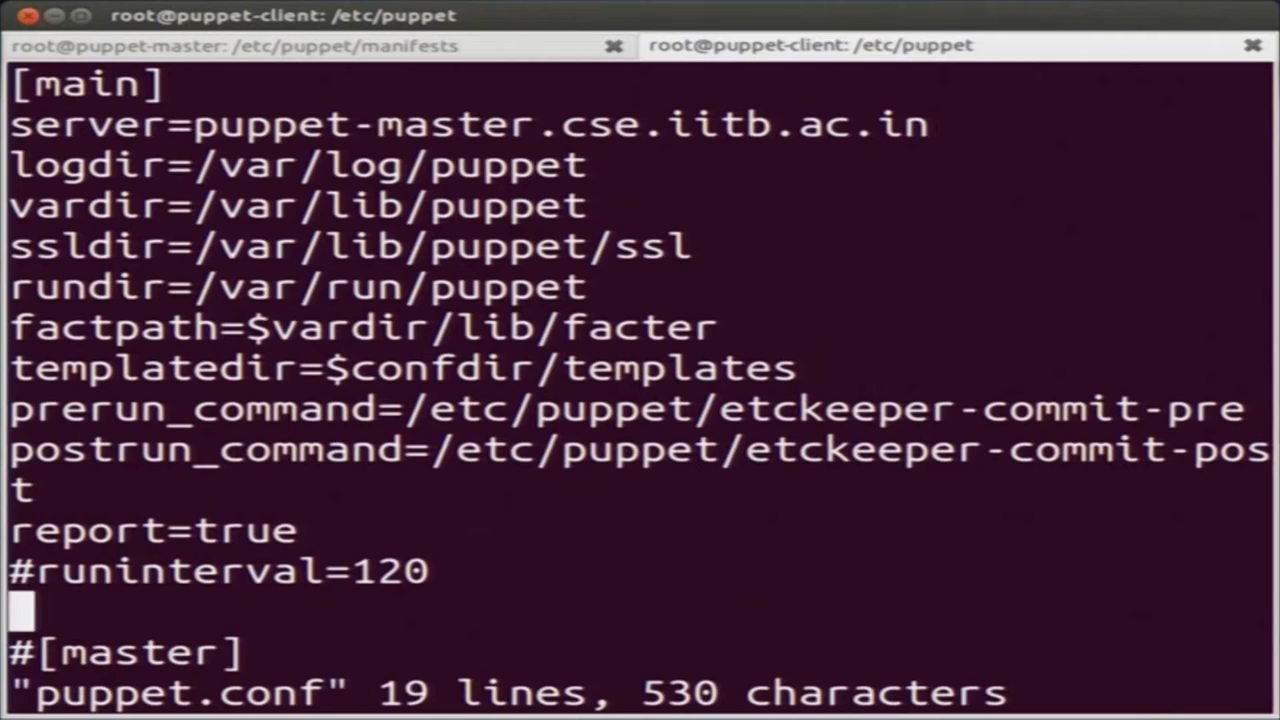 root@puppet-client: /etc/puppet
root@puppet-master: /etc/puppet/manifests
root@puppet-client: /etc/puppet
[main]
server=puppet-master.cse.iitb.ac.in
logdir=/var/log/puppet
vardir=/var/lib/puppet
ssldir=/var/lib/puppet/ssl
rundir=/var/run/puppet
factpath=$vardir/lib/facter
templatedir=$confdir/templates
prerun_command=/etc/puppet/etckeeper-commit-pre
postrun_command=/etc/puppet/etckeeper-commit-pos
t
report=true
#runinterval=120
#[master]
"puppet.conf" 19 lines, 530 characters